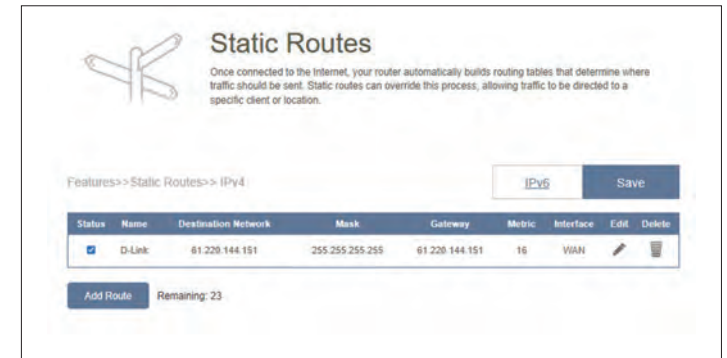 Static Routes
Once connected to the Internet, your router automatically builds routing tables that determine where
traffic should be sent. Static routes can override this process, allowing traffic to be directed to a
specific client or location.
Features>>Static Routes>> IPv4
IPv6
Save
Status Name Destination Network Mask Gateway Metric Interface Edit Delete
D-Link 61.220.144.151 255.255.255.255 61.220.144.151 16 WAN
Add Route Remaining: 23